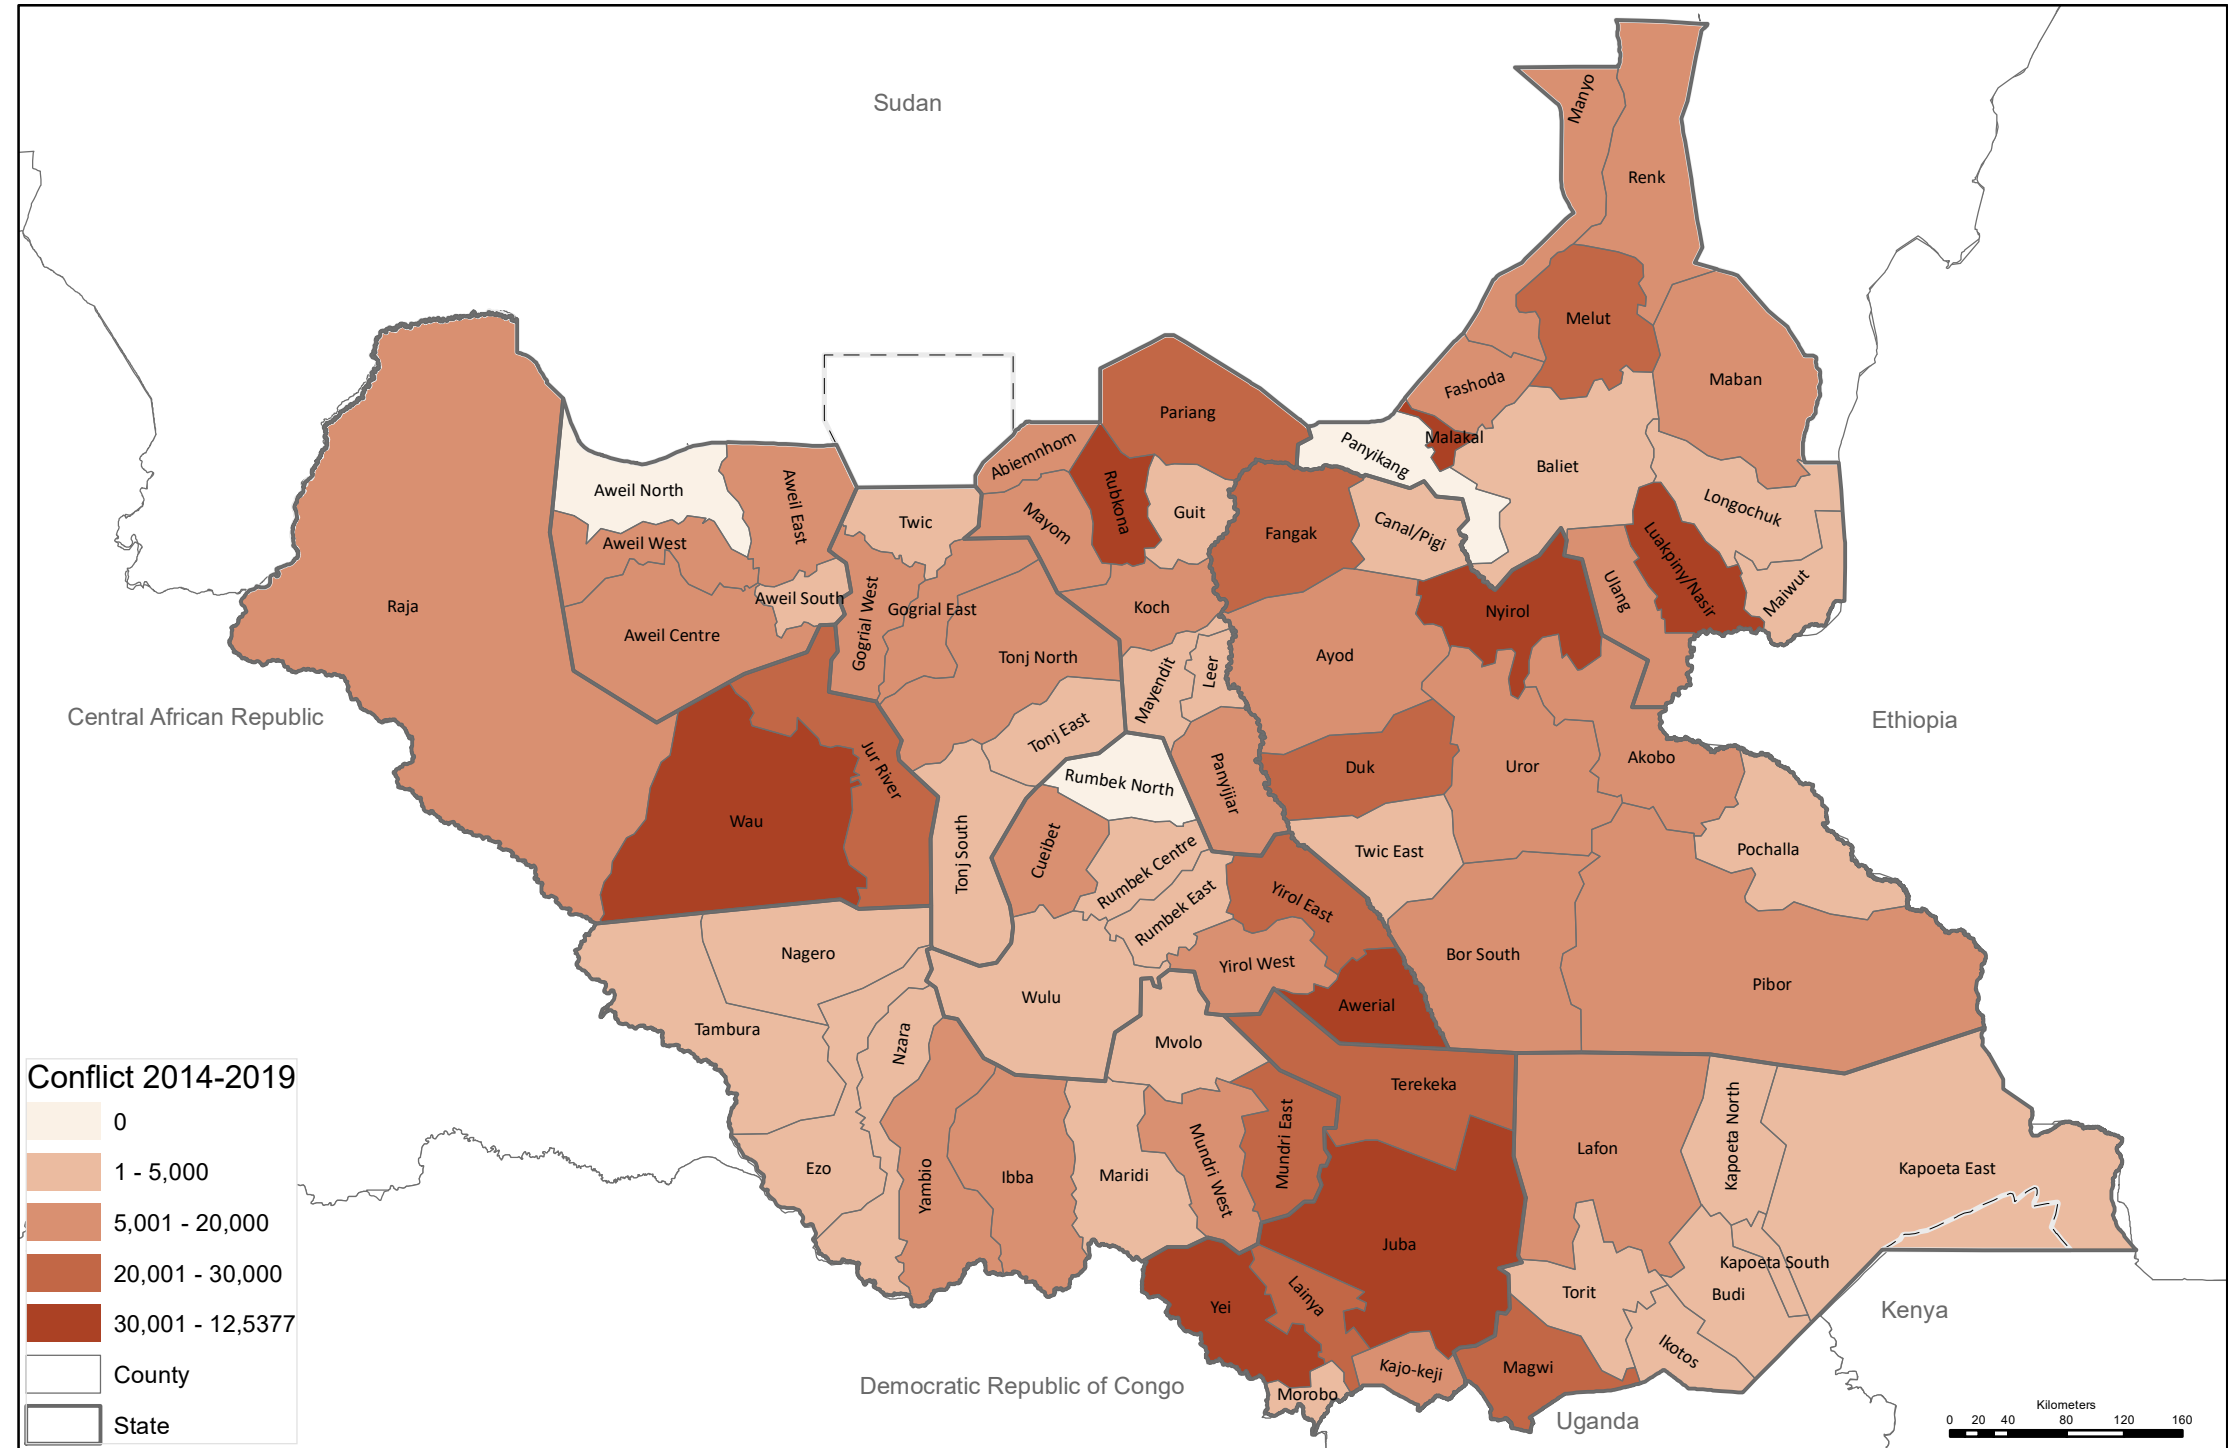 Sudan
Manyo
Renk
Melut
Maban
Fashoda
Pariang
Malakal
Panyikang
Baliet
Abiemnhom
Aweil North
Aweil East
Rubkona
Longochuk
Twic
Mayom
Guit
Fangak
Canal/Pigi
Aweil West
Luakpiny/Nasir
Ulang
Maiwut
Raja
Aweil South
Gogrial West
Gogrial East
Koch
Nyirol
Aweil Centre
Tonj North
Ayod
Mayendit
Leer
Central African Republic
Ethiopia
Tonj East
Jur River
Rumbek North
Panyijiar
Duk
Uror
Akobo
Wau
Tonj South
Cueibet
Rumbek Centre
Twic East
Pochalla
Rumbek East
Yirol East
Nagero
Yirol West
Bor South
Pibor
Wulu
Awerial
Tambura
Nzara
Mvolo
Terekeka
Conflict 2014-2019
0
1 - 5,000
5,001 - 20,000
20,001 - 30,000
30,001 - 12,5377
County
State
Ezo
Yambio
Ibba
Maridi
Mundri West
Mundri East
Lafon
Kapoeta North
Kapoeta East
Juba
Kapoeta South
Torit
Budi
Yei
Lainya
Kenya
Ikotos
Kajo-keji
Magwi
Morobo
Democratic Republic of Congo
Uganda
Kilometers
0 20 40 80 120 160